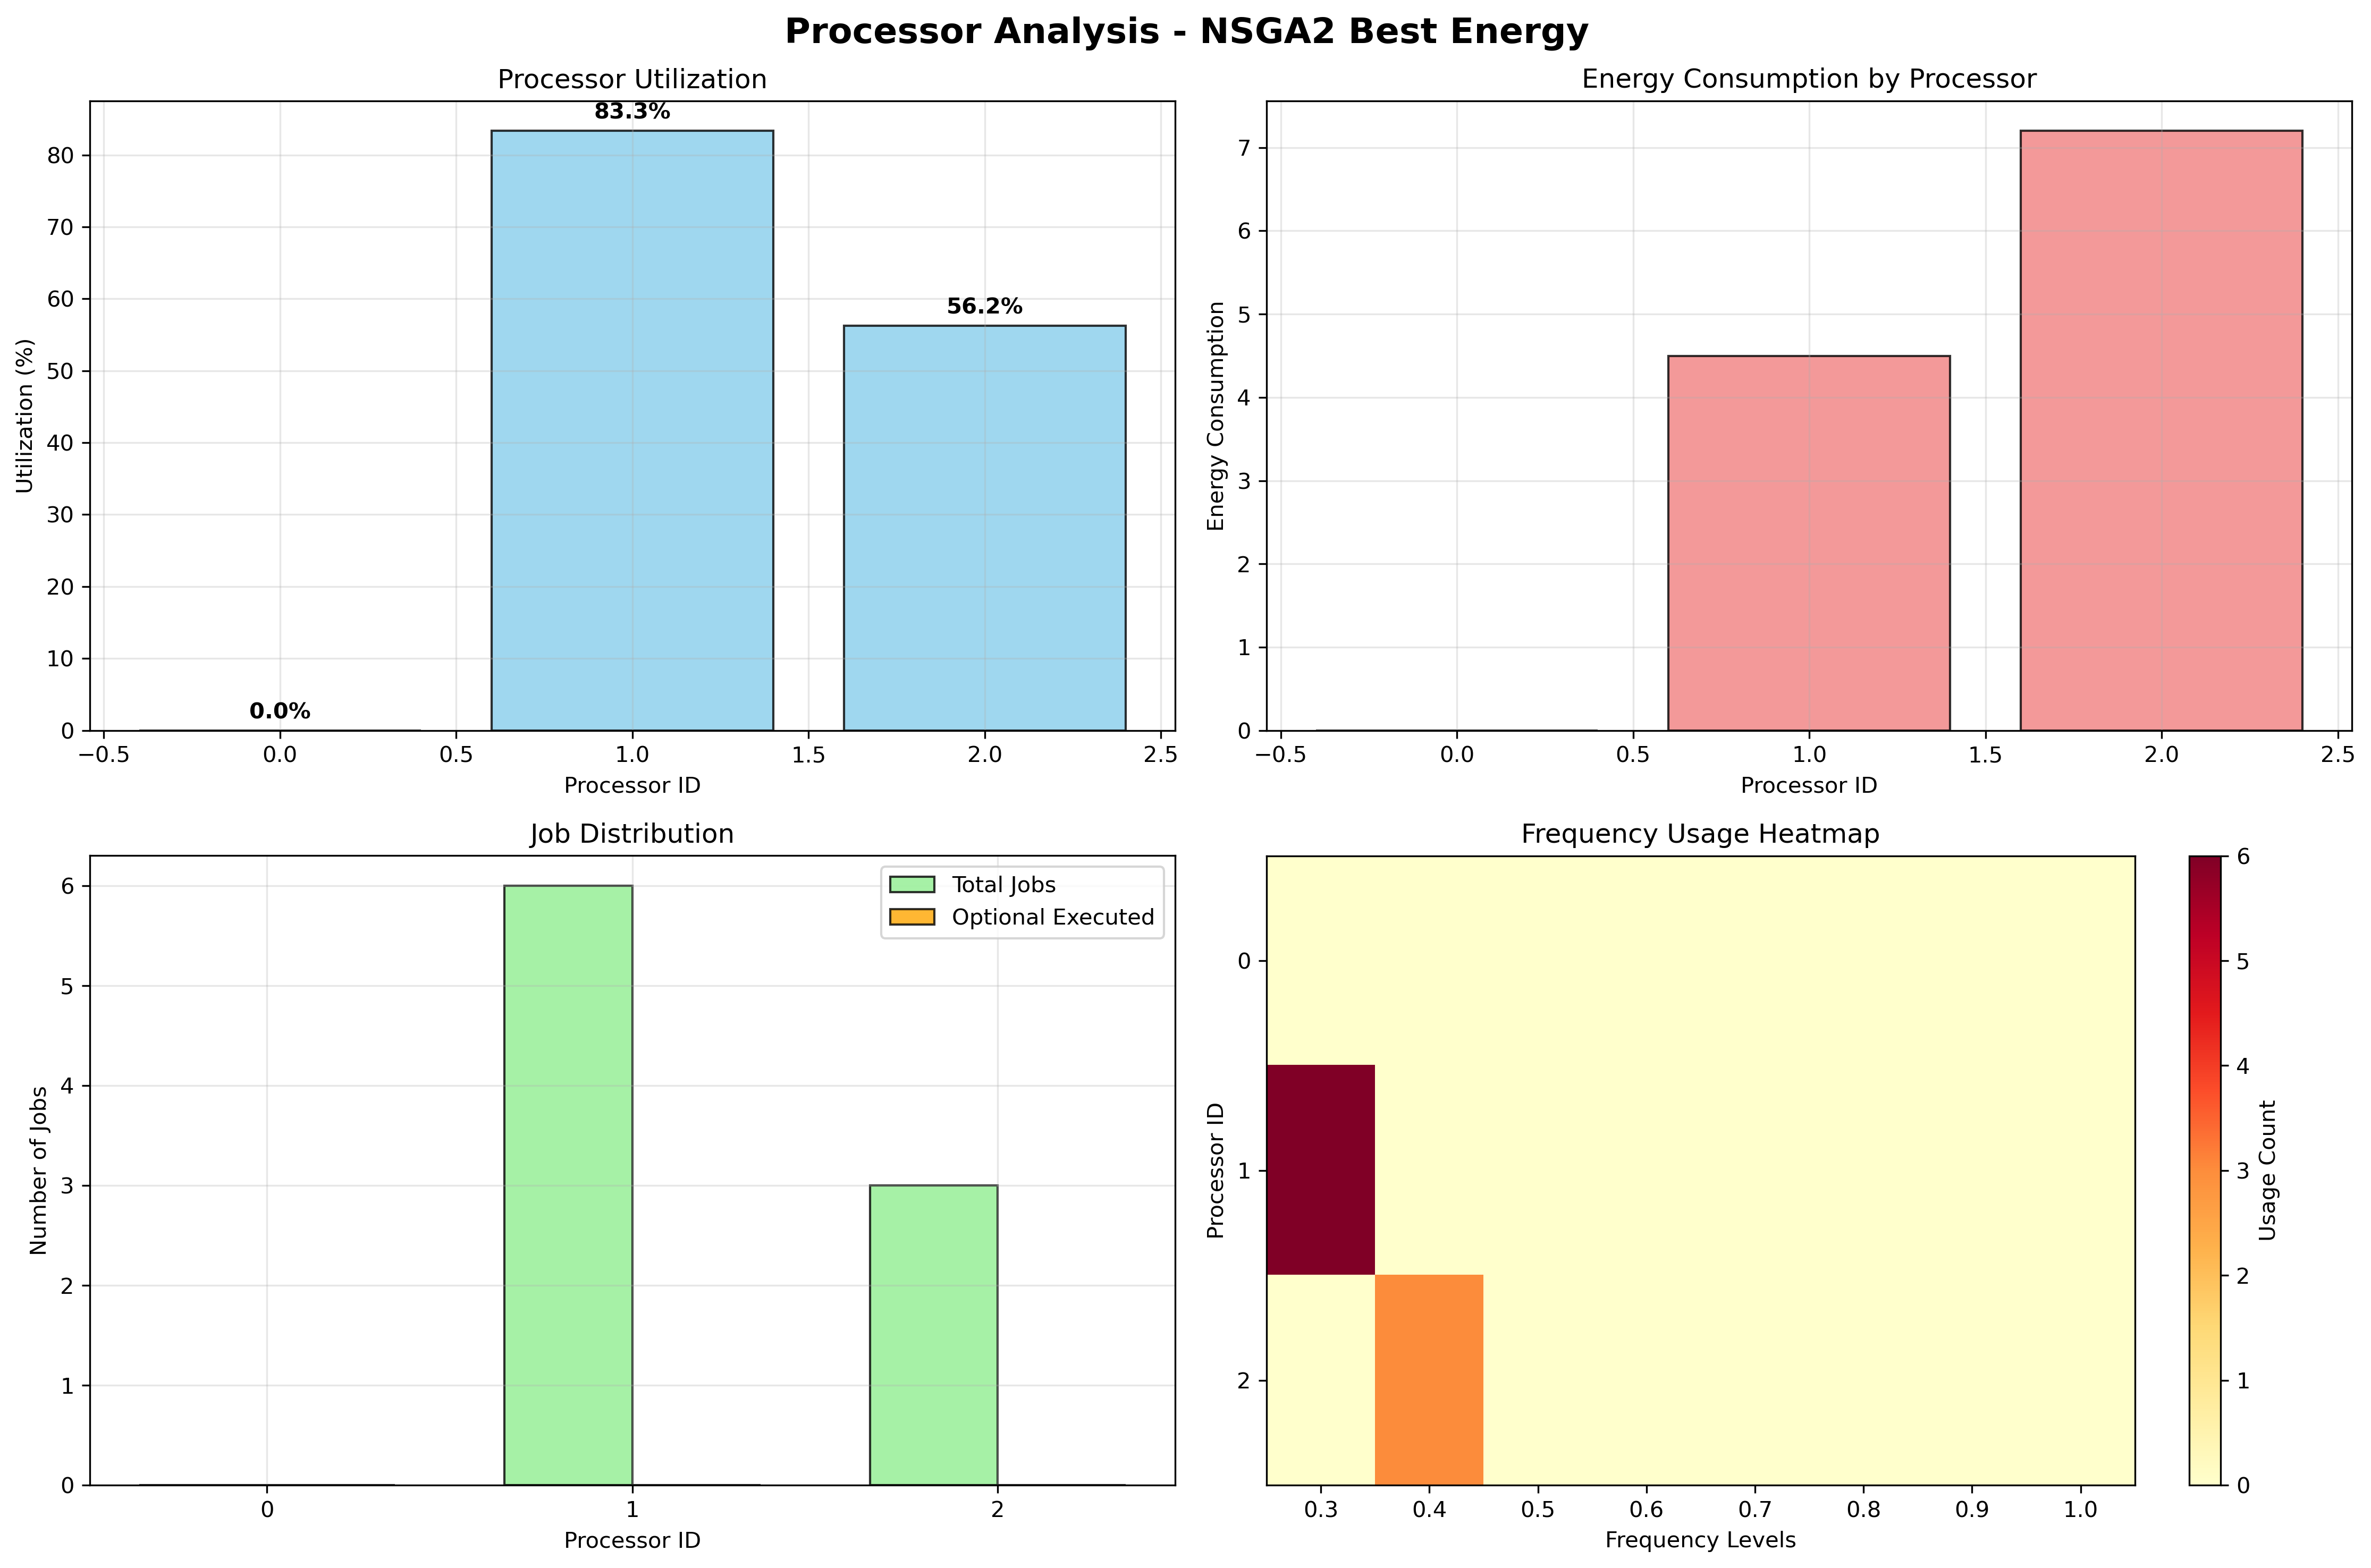 Processor Analysis - NSGA2 Best Energy
Processor Utilization
83.3%
56.2%
0.0%
80
70
60
50
40
30
20
10
0
Utilization (%)
−0.5 0.0 0.5 1.0 1.5 2.0 2.5
Processor ID
Energy Consumption by Processor
7
6
5
4
3
2
1
0
Energy Consumption
−0.5 0.0 0.5 1.0 1.5 2.0 2.5
Processor ID
Job Distribution
Total Jobs
Optional Executed
6
5
4
3
2
1
0
Number of Jobs
0 1 2
Processor ID
Frequency Usage Heatmap
0
1
2
Processor ID
0.3 0.4 0.5 0.6 0.7 0.8 0.9 1.0
Frequency Levels
6
5
4
3
2
1
0
Usage Count